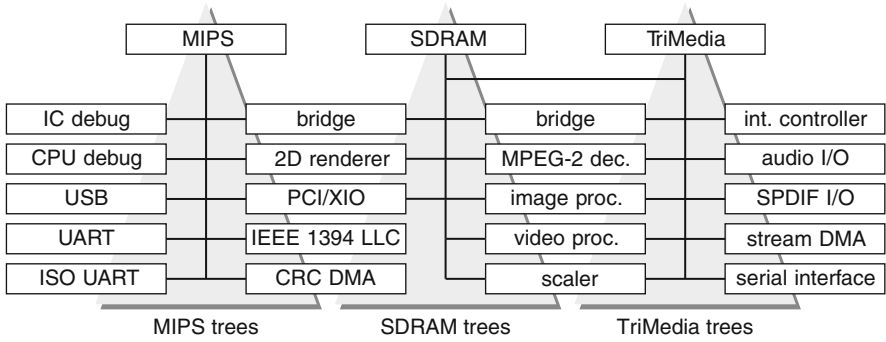 MIPS SDRAM TriMedia
IC debug bridge bridge int. controller
CPU debug 2D renderer MPEG-2 dec. audio I/O
USB PCI/XIO image proc. SPDIF I/O
UART IEEE 1394 LLC video proc. stream DMA
ISO UART CRC DMA scaler serial interface
MIPS trees SDRAM trees TriMedia trees